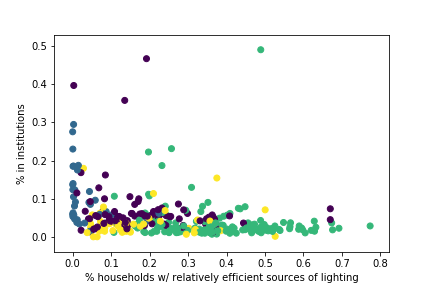 0.5
0.4
0.3
0.2
0.1
0.0
% in institutions
0.0 0.1 0.2 0.3 0.4 0.5 0.6 0.7 0.8
% households w/ relatively efficient sources of lighting